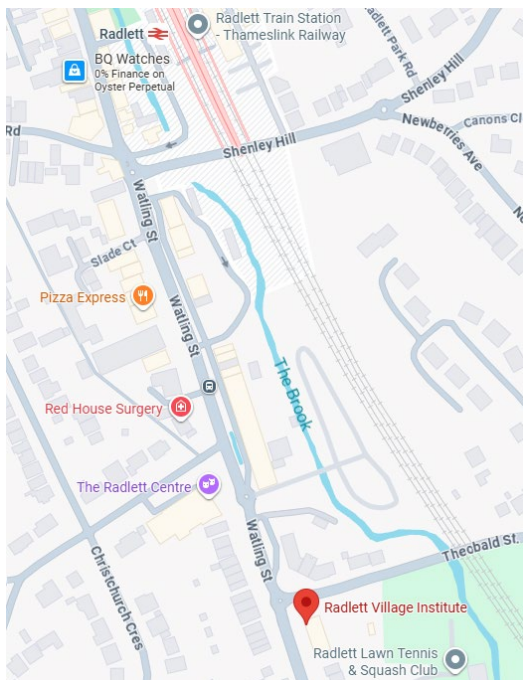 Radlett
Radlett Train Station
- Thameslink Railway
BQ Watches
0% Finance on
Oyster Perpetual
Radlett Park Rd
Shenley Hill
Newberries Ave
Canons Cl
Rd
Shenley Hill
Watling St
Slade Ct
Pizza Express
Watling St
The Brook
Red House Surgery
The Radlett Centre
Watling St
Christchurch Cres
Theobald St
Radlett Village Institute
Radlett Lawn Tennis
& Squash Club